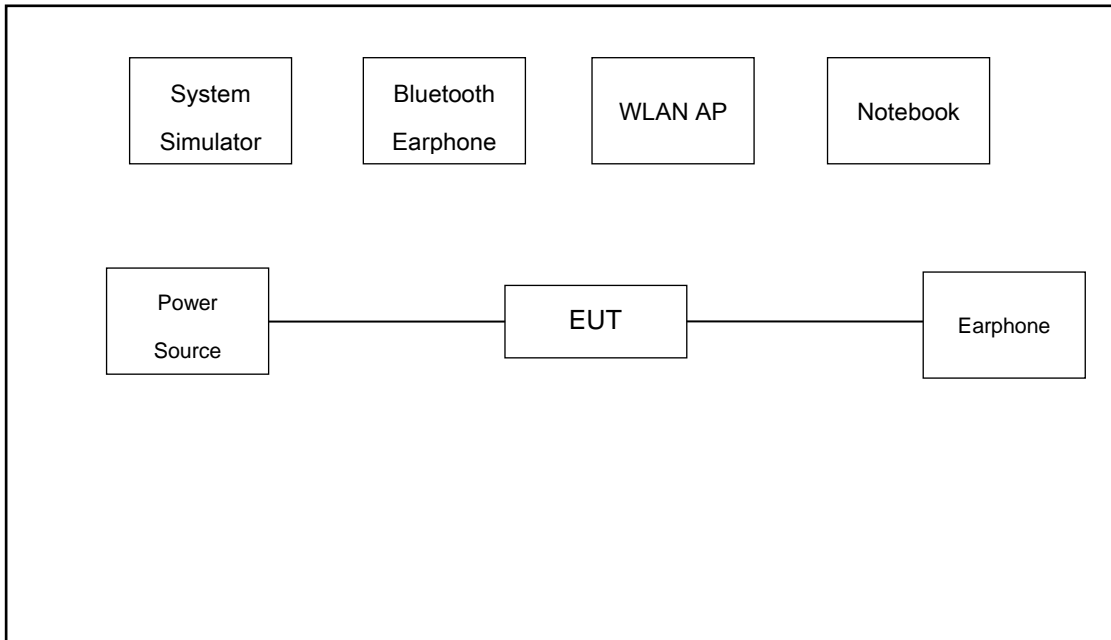 System
Simulator
Bluetooth
Earphone
WLAN AP
Notebook
Power
Source
EUT
Earphone